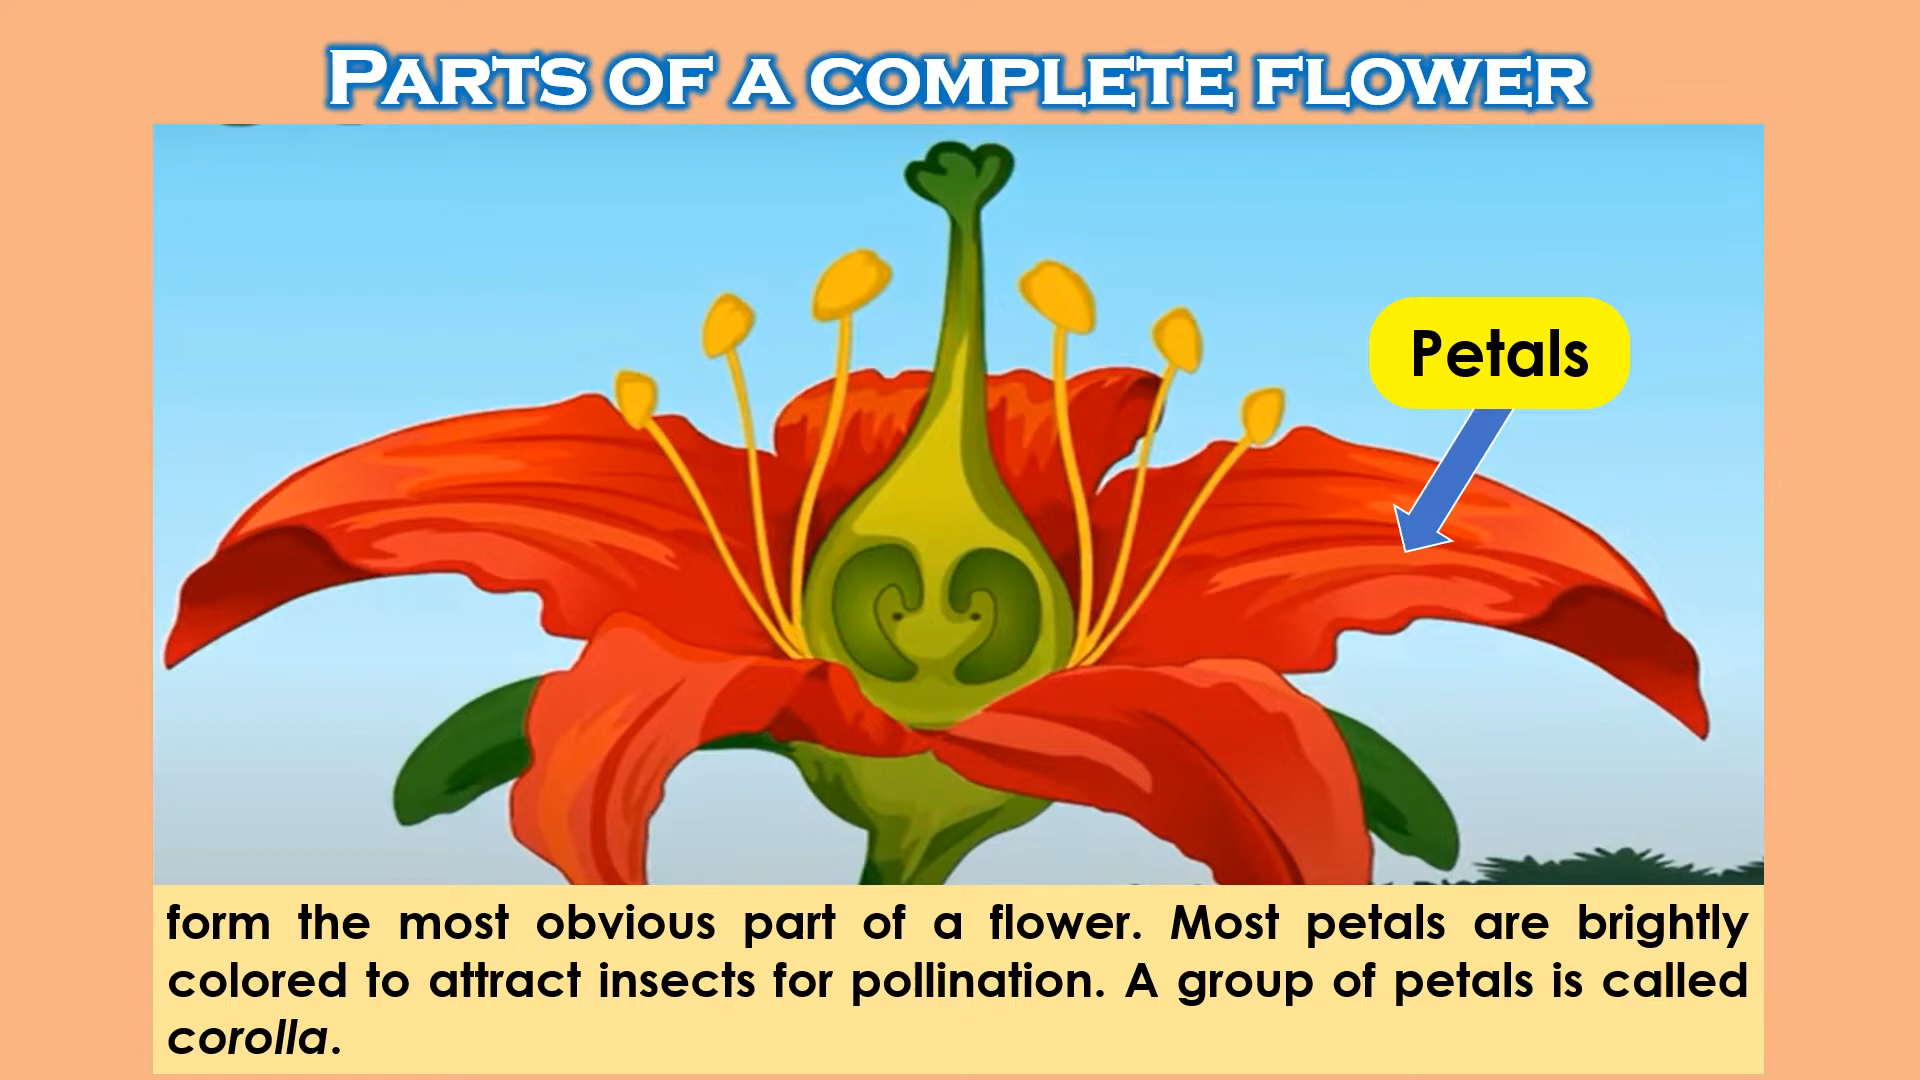 PARTS OF A COMPLETE FLOWER
Petals
form the most obvious part of a flower. Most petals are brightly
colored to attract insects for pollination. A group of petals is called
corolla.